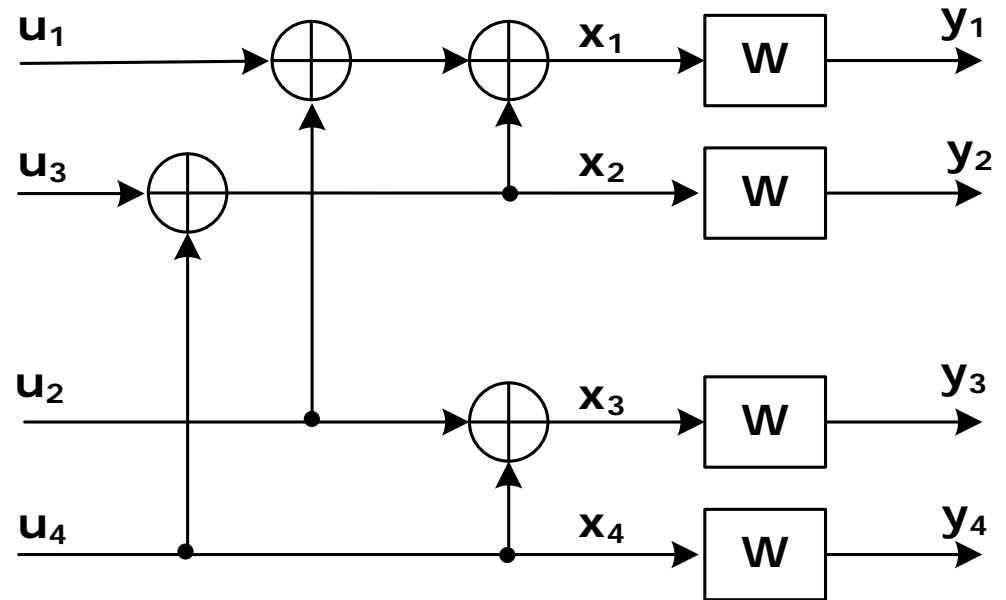 u₁ x₁ W y₁
u₃ x₂ W y₂
u₂ x₃ W y₃
u₄ x₄ W y₄